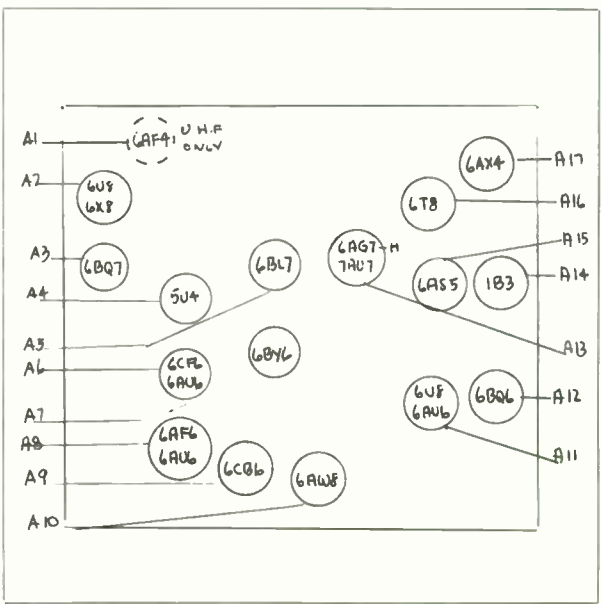 A1
6AF4
U.H.F
ONLY
A2
6U8
6X8
A3
6BQ7
A4
5U4
6BL7
A5
A6
6CF6
6AU6
6BY6
A7
A8
6AF6
6AU6
A9
6CB6
A10
6AW8
6AX4
A17
6T8
A16
6AG7-M
7AU7
A15
6AS5
1B3
A14
A13
6U8
6AU6
6BQ6
A12
A11